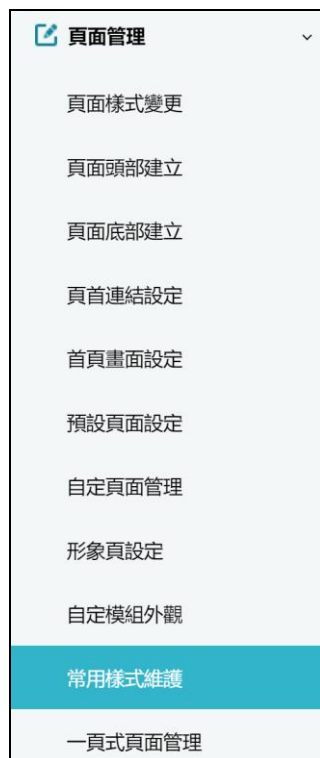 頁面管理
頁面樣式變更
頁面頭部建立
頁面底部建立
頁首連結設定
首頁畫面設定
預設頁面設定
自定頁面管理
形象頁設定
自定模組外觀
常用樣式維護
一頁式頁面管理